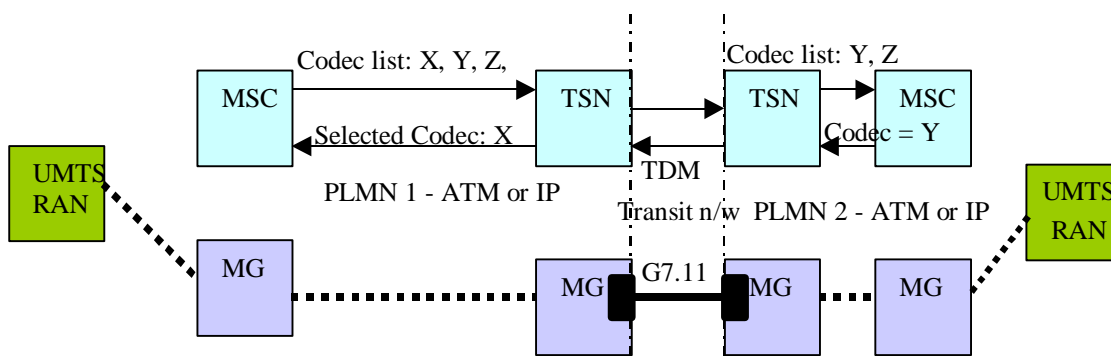 Codec list: X, Y, Z,
Codec list: Y, Z
MSC
TSN
TSN
MSC
Selected Codec: X
Codec = Y
TDM
UMTS
RAN
UMTS
RAN
PLMN 1 - ATM or IP
Transit n/w PLMN 2 - ATM or IP
G7.11
MG
MG
MG
MG